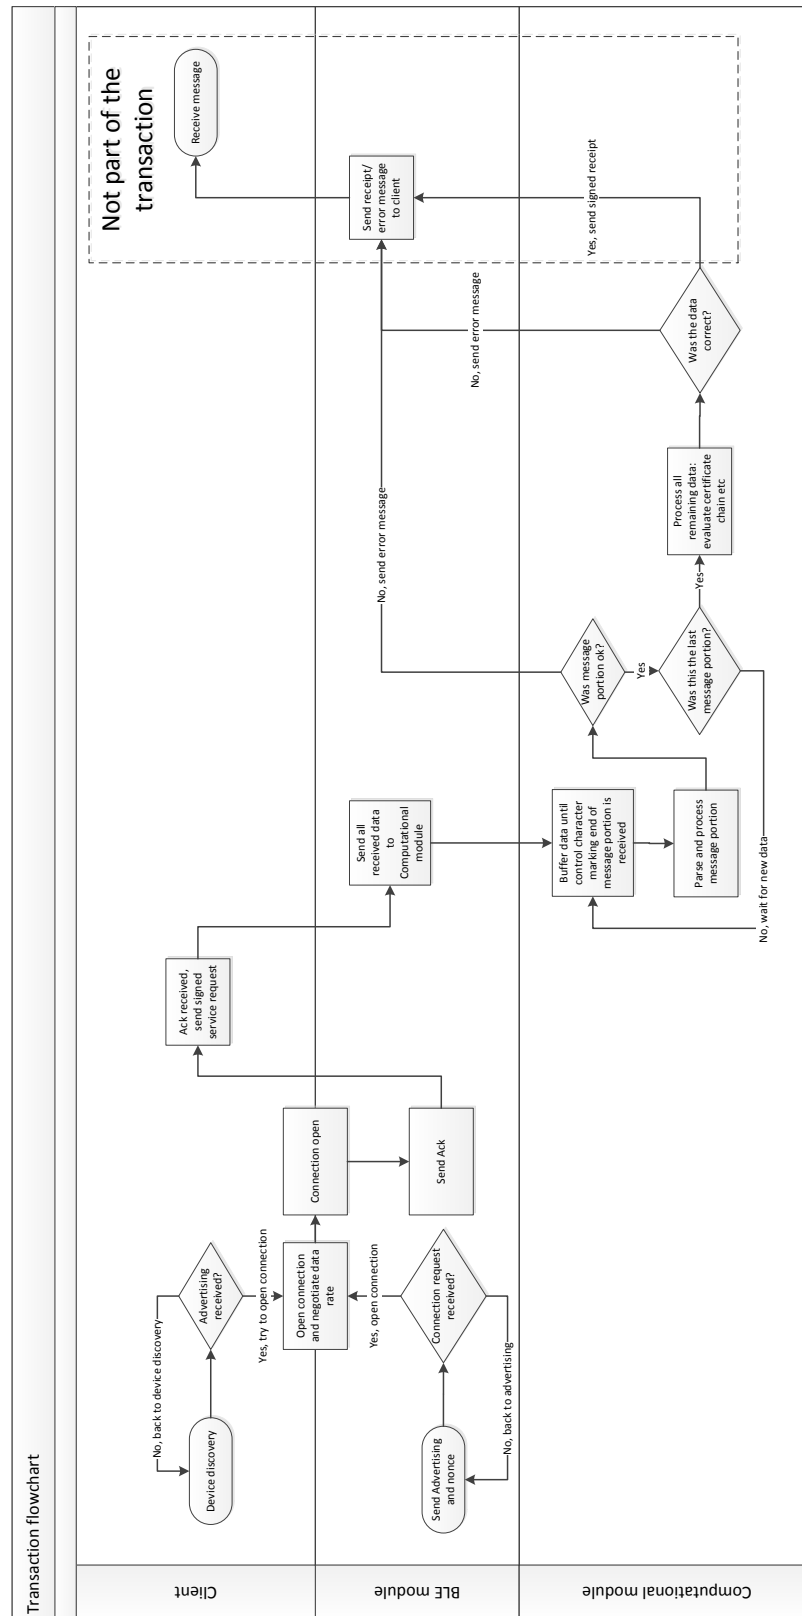 Transaction flowchart
Client
Device discovery
No, back to device discovery
Advertising
received?
Yes, try to open connection
Open connection
and negotiate data
rate
Connection open
Ack received,
send signed
service request
Not part of the
transaction
Receive message
BLE module
Send Advertising
and nonce
No, back to advertising
Connection request
received?
Yes, open connection
Send Ack
Send all
received data
to
Computational
module
No, send error message
No, send error message
Send receipt/
error message
to client
Computational module
Buffer data until
control character
marking end of
message portion is
received
Parse and process
message portion
Was message
portion ok?
Yes
Was this the last
message portion?
No, wait for new data
Yes
Process all
remaining data:
evaluate certificate
chain etc
Was the data
correct?
Yes, send signed receipt